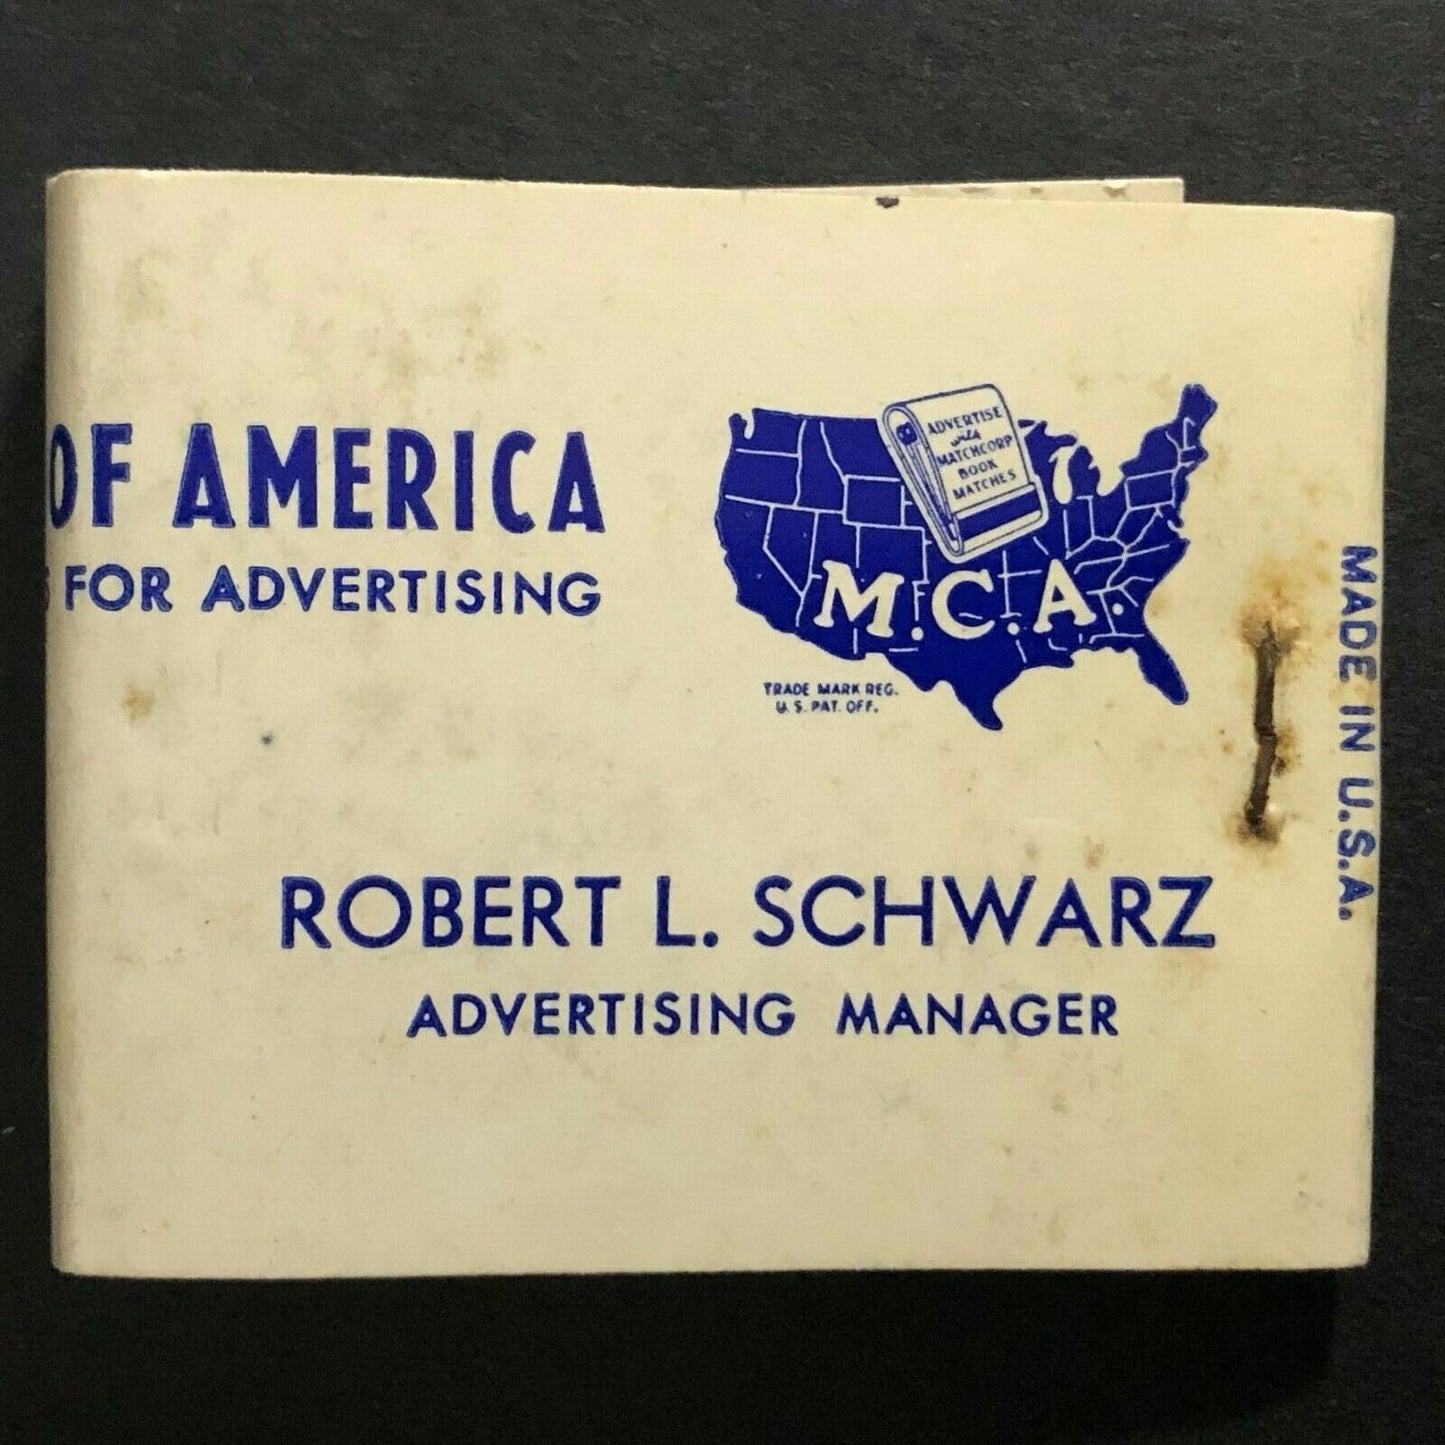 OF AMERICA
FOR ADVERTISING
ADVERTISE
with
MATCHCORP
BOOK
MATCHES
M.C.A.
TRADE MARK REG.
U.S. PAT. OFF.
ROBERT L. SCHWARZ
ADVERTISING MANAGER
MADE IN U.S.A.